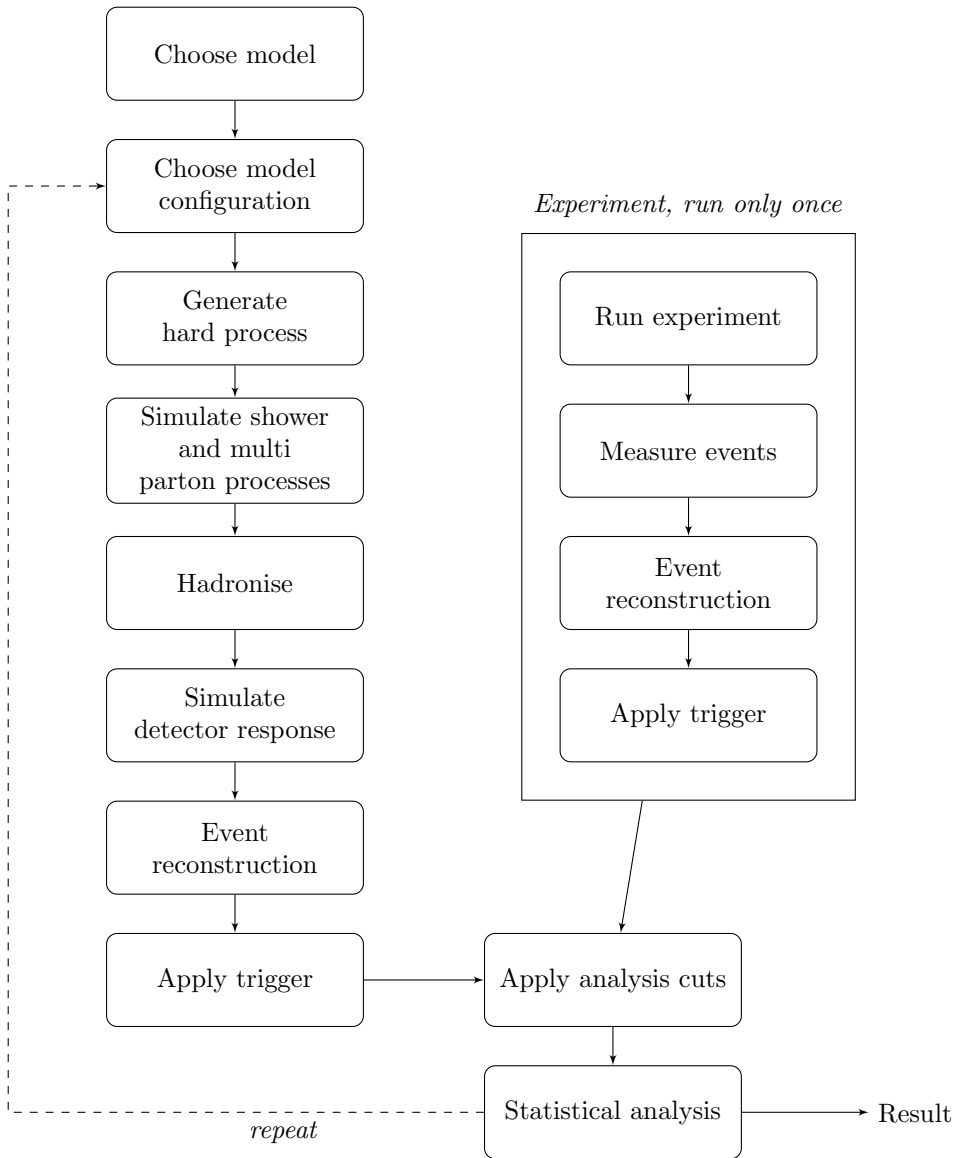 Choose model
Choose model
configuration
Generate
hard process
Simulate shower
and multi
parton processes
Hadronise
Simulate
detector response
Event
reconstruction
Apply trigger
Experiment, run only once
Run experiment
Measure events
Event
reconstruction
Apply trigger
Apply analysis cuts
Statistical analysis
repeat
Result